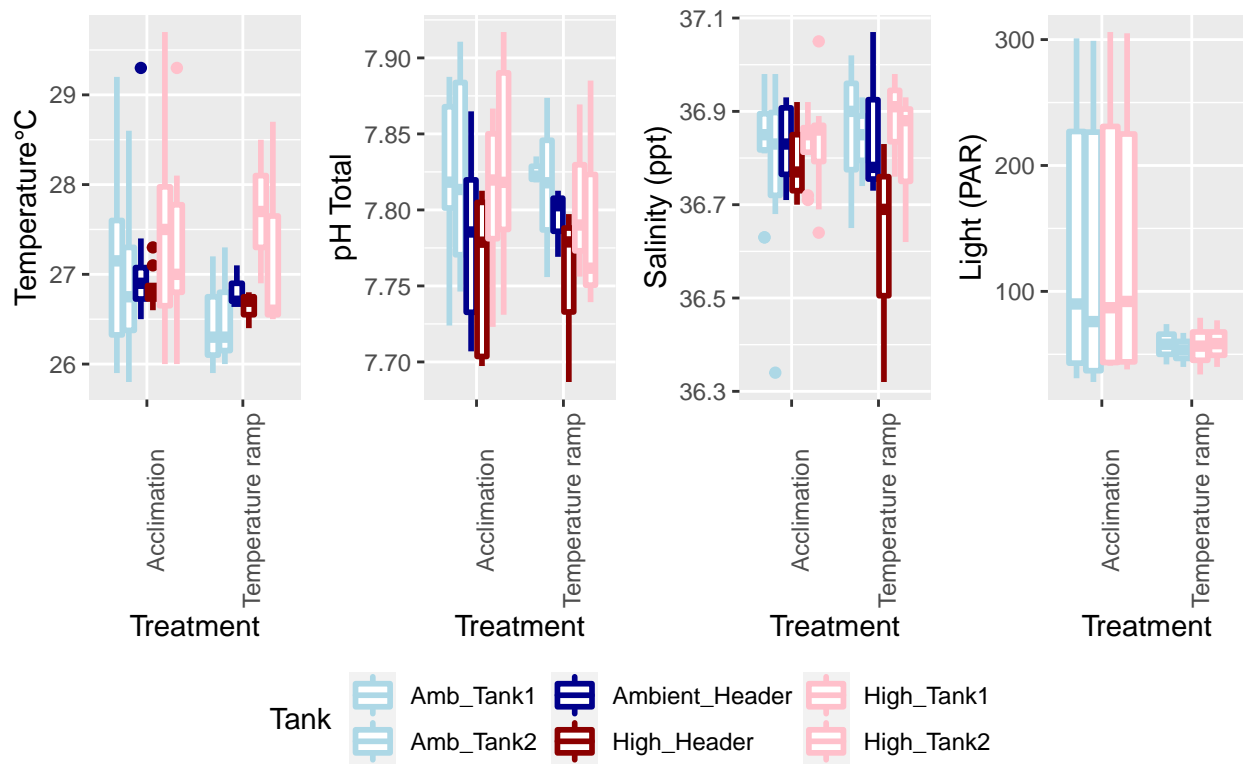 Temperature°C
29
28
27
26
Acclimation
Temperature ramp
Treatment
pH Total
7.90
7.85
7.80
7.75
7.70
Acclimation
Temperature ramp
Treatment
Salinity (ppt)
37.1
36.9
36.7
36.5
36.3
Acclimation
Temperature ramp
Treatment
Light (PAR)
300
200
100
Acclimation
Temperature ramp
Treatment
Tank
Amb_Tank1
Amb_Tank2
Ambient_Header
High_Header
High_Tank1
High_Tank2